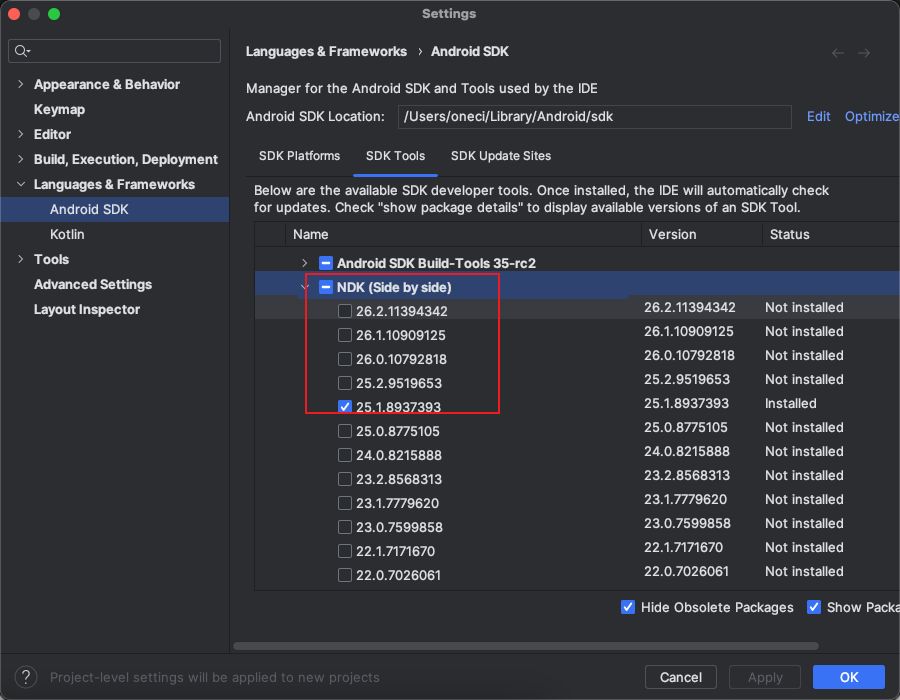 Settings
Languages & Frameworks › Android SDK
Appearance & Behavior
Keymap
Editor
Build, Execution, Deployment
Languages & Frameworks
Android SDK
Kotlin
Tools
Advanced Settings
Layout Inspector
Manager for the Android SDK and Tools used by the IDE
Android SDK Location: /Users/oneci/Library/Android/sdk Edit Optimize
SDK Platforms SDK Tools SDK Update Sites
Below are the available SDK developer tools. Once installed, the IDE will automatically check
for updates. Check "show package details" to display available versions of an SDK Tool.
Name Version Status
Android SDK Build-Tools 35-rc2
NDK (Side by side)
26.2.11394342 26.2.11394342 Not installed
26.1.10909125 26.1.10909125 Not installed
26.0.10792818 26.0.10792818 Not installed
25.2.9519653 25.2.9519653 Not installed
25.1.8937393 25.1.8937393 Installed
25.0.8775105 25.0.8775105 Not installed
24.0.8215888 24.0.8215888 Not installed
23.2.8568313 23.2.8568313 Not installed
23.1.7779620 23.1.7779620 Not installed
23.0.7599858 23.0.7599858 Not installed
22.1.7171670 22.1.7171670 Not installed
22.0.7026061 22.0.7026061 Not installed
Hide Obsolete Packages Show Packa
? Project-level settings will be applied to new projects
Cancel Apply OK